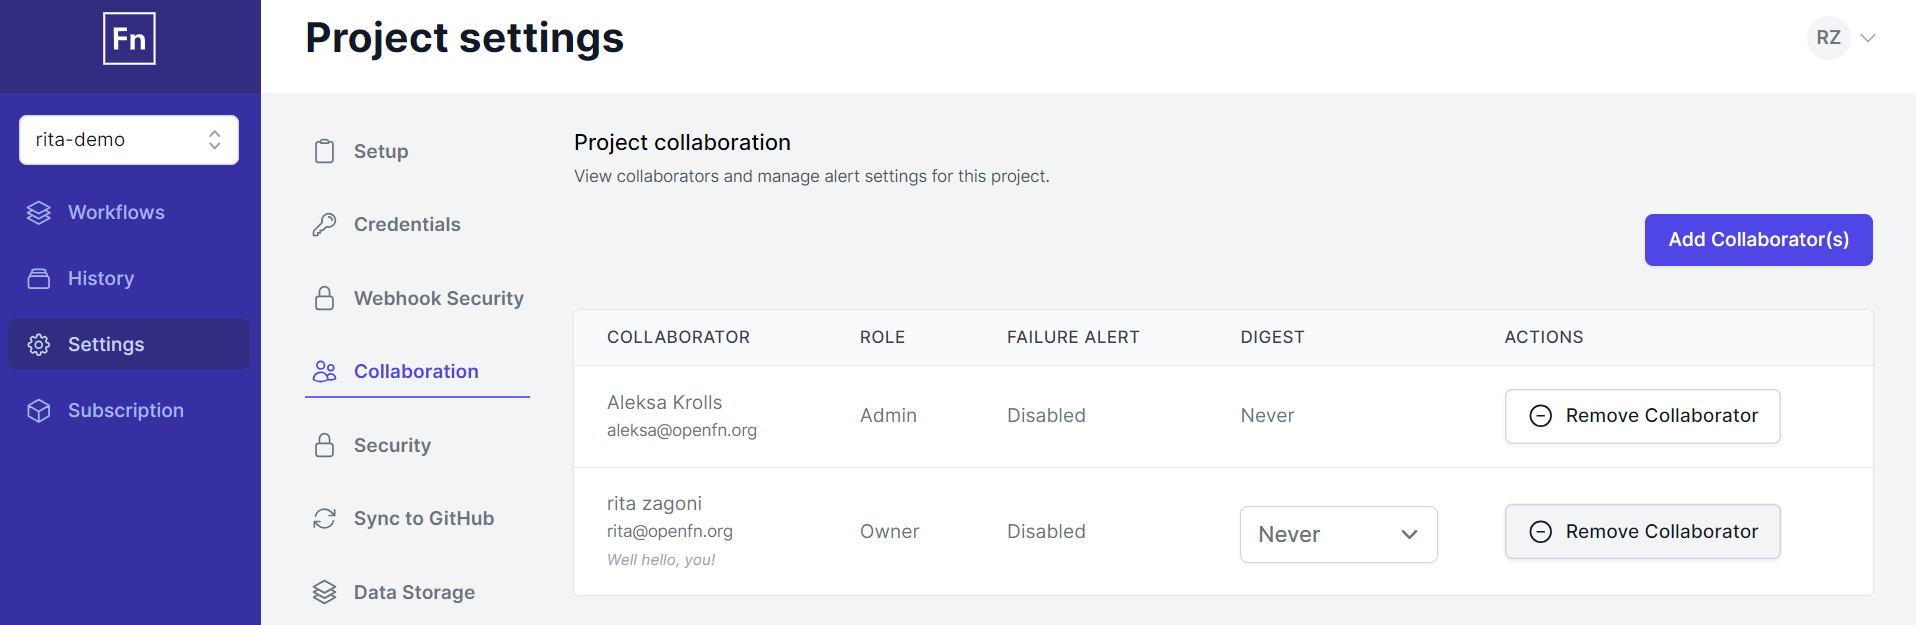 Fn
Project settings
RZ
rita-demo
Workflows
History
Settings
Subscription
Setup
Credentials
Webhook Security
Collaboration
Security
Sync to GitHub
Data Storage
Project collaboration
View collaborators and manage alert settings for this project.
Add Collaborator(s)
COLLABORATOR ROLE FAILURE ALERT DIGEST ACTIONS
Aleksa Krolls
aleksa@openfn.org
Admin Disabled Never Remove Collaborator
rita zagoni
rita@openfn.org
Well hello, you!
Owner Disabled Never Remove Collaborator